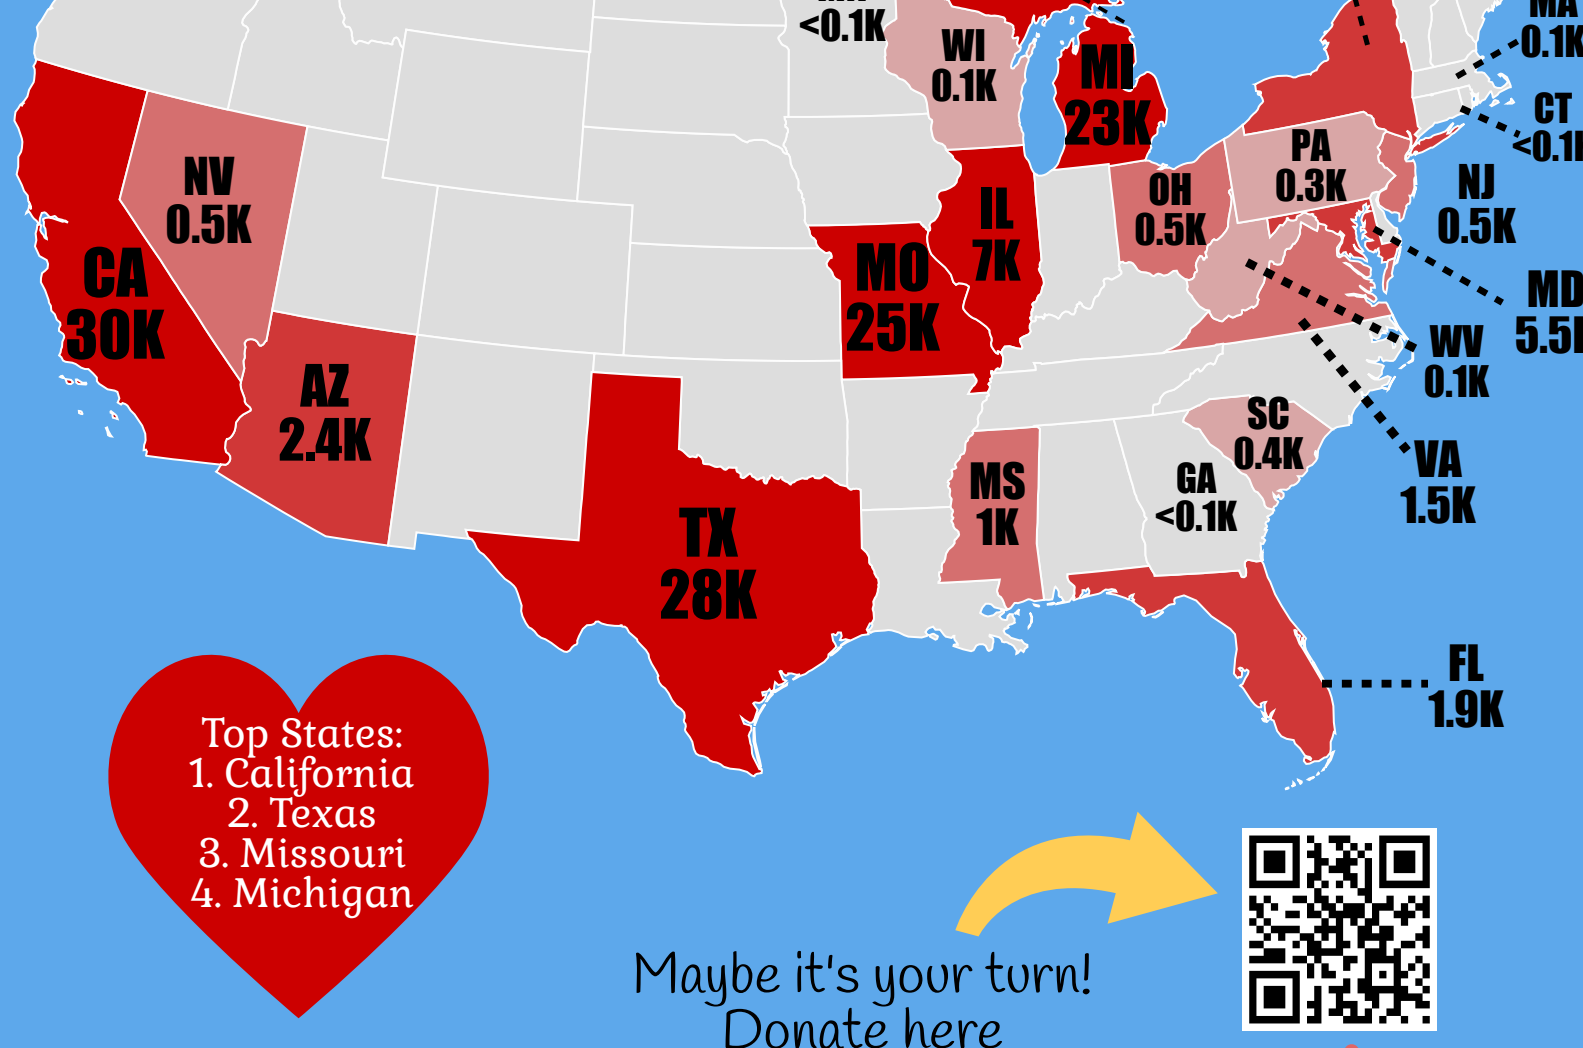 <0.1K
WI
0.1K
MI
23K
MA
0.1K
CT
<0.1K
PA
0.3K
NJ
0.5K
OH
0.5K
NV
0.5K
IL
7K
CA
30K
MO
25K
MD
5.5K
WV
0.1K
AZ
2.4K
SC
0.4K
VA
1.5K
MS
1K
GA
<0.1K
TX
28K
FL
1.9K
Top States:
1. California
2. Texas
3. Missouri
4. Michigan
Maybe it's your turn!
Donate here